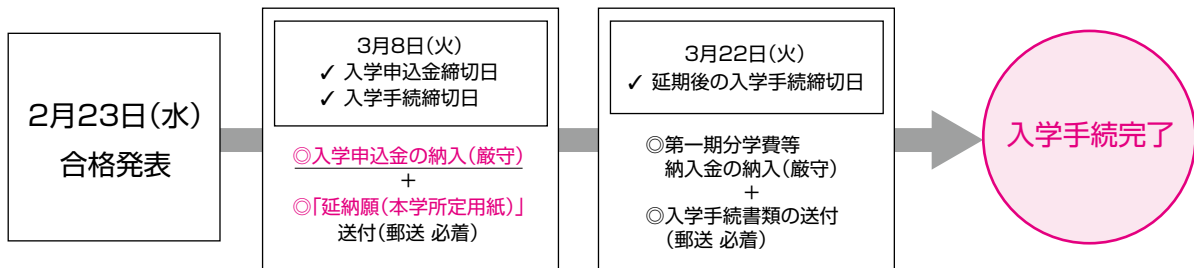 2月23日(水)
合格発表
3月8日(火)
✓ 入学申込金締切日
✓ 入学手続締切日
◎入学申込金の納入(厳守)
+
◎「延納願(本学所定用紙)」
送付(郵送 必着)
3月22日(火)
✓ 延期後の入学手続締切日
◎第一期分学費等
納入金の納入(厳守)
+
◎入学手続書類の送付
(郵送 必着)
入学手続完了